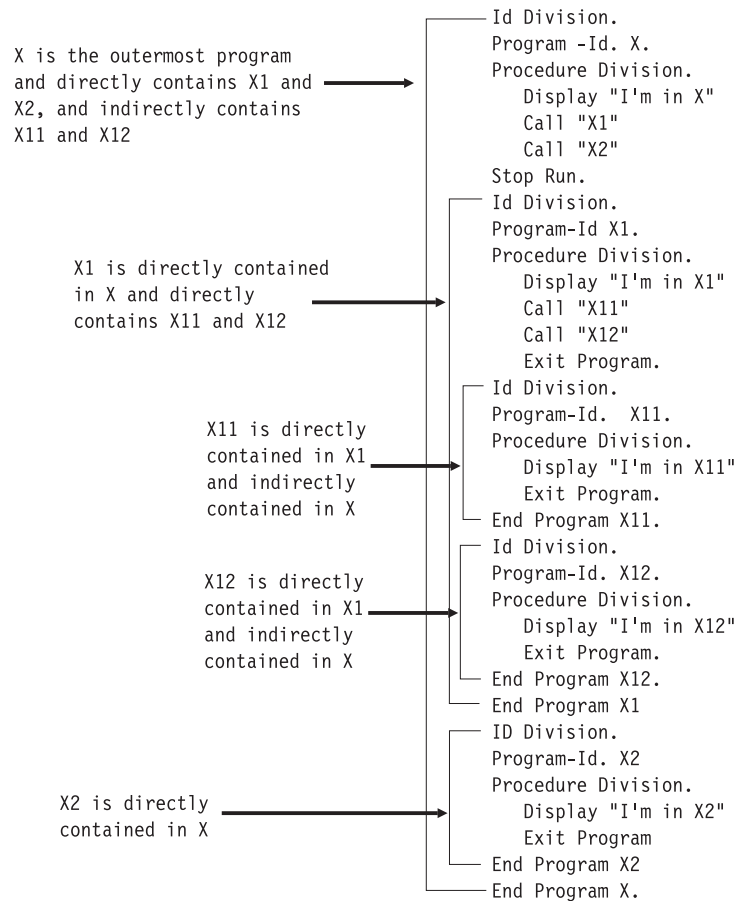 X is the outermost program
and directly contains X1 and
X2, and indirectly contains
X11 and X12
X1 is directly contained
in X and directly
contains X11 and X12
X11 is directly
contained in X1
and indirectly
contained in X
X12 is directly
contained in X1
and indirectly
contained in X
X2 is directly
contained in X
Id Division.
Program -Id. X.
Procedure Division.
Display "I'm in X"
Call "X1"
Call "X2"
Stop Run.
Id Division.
Program-Id X1.
Procedure Division.
Display "I'm in X1"
Call "X11"
Call "X12"
Exit Program.
Id Division.
Program-Id. X11.
Procedure Division.
Display "I'm in X11"
Exit Program.
End Program X11.
Id Division.
Program-Id. X12.
Procedure Division.
Display "I'm in X12"
Exit Program.
End Program X12.
End Program X1
ID Division.
Program-Id. X2
Procedure Division.
Display "I'm in X2"
Exit Program
End Program X2
End Program X.